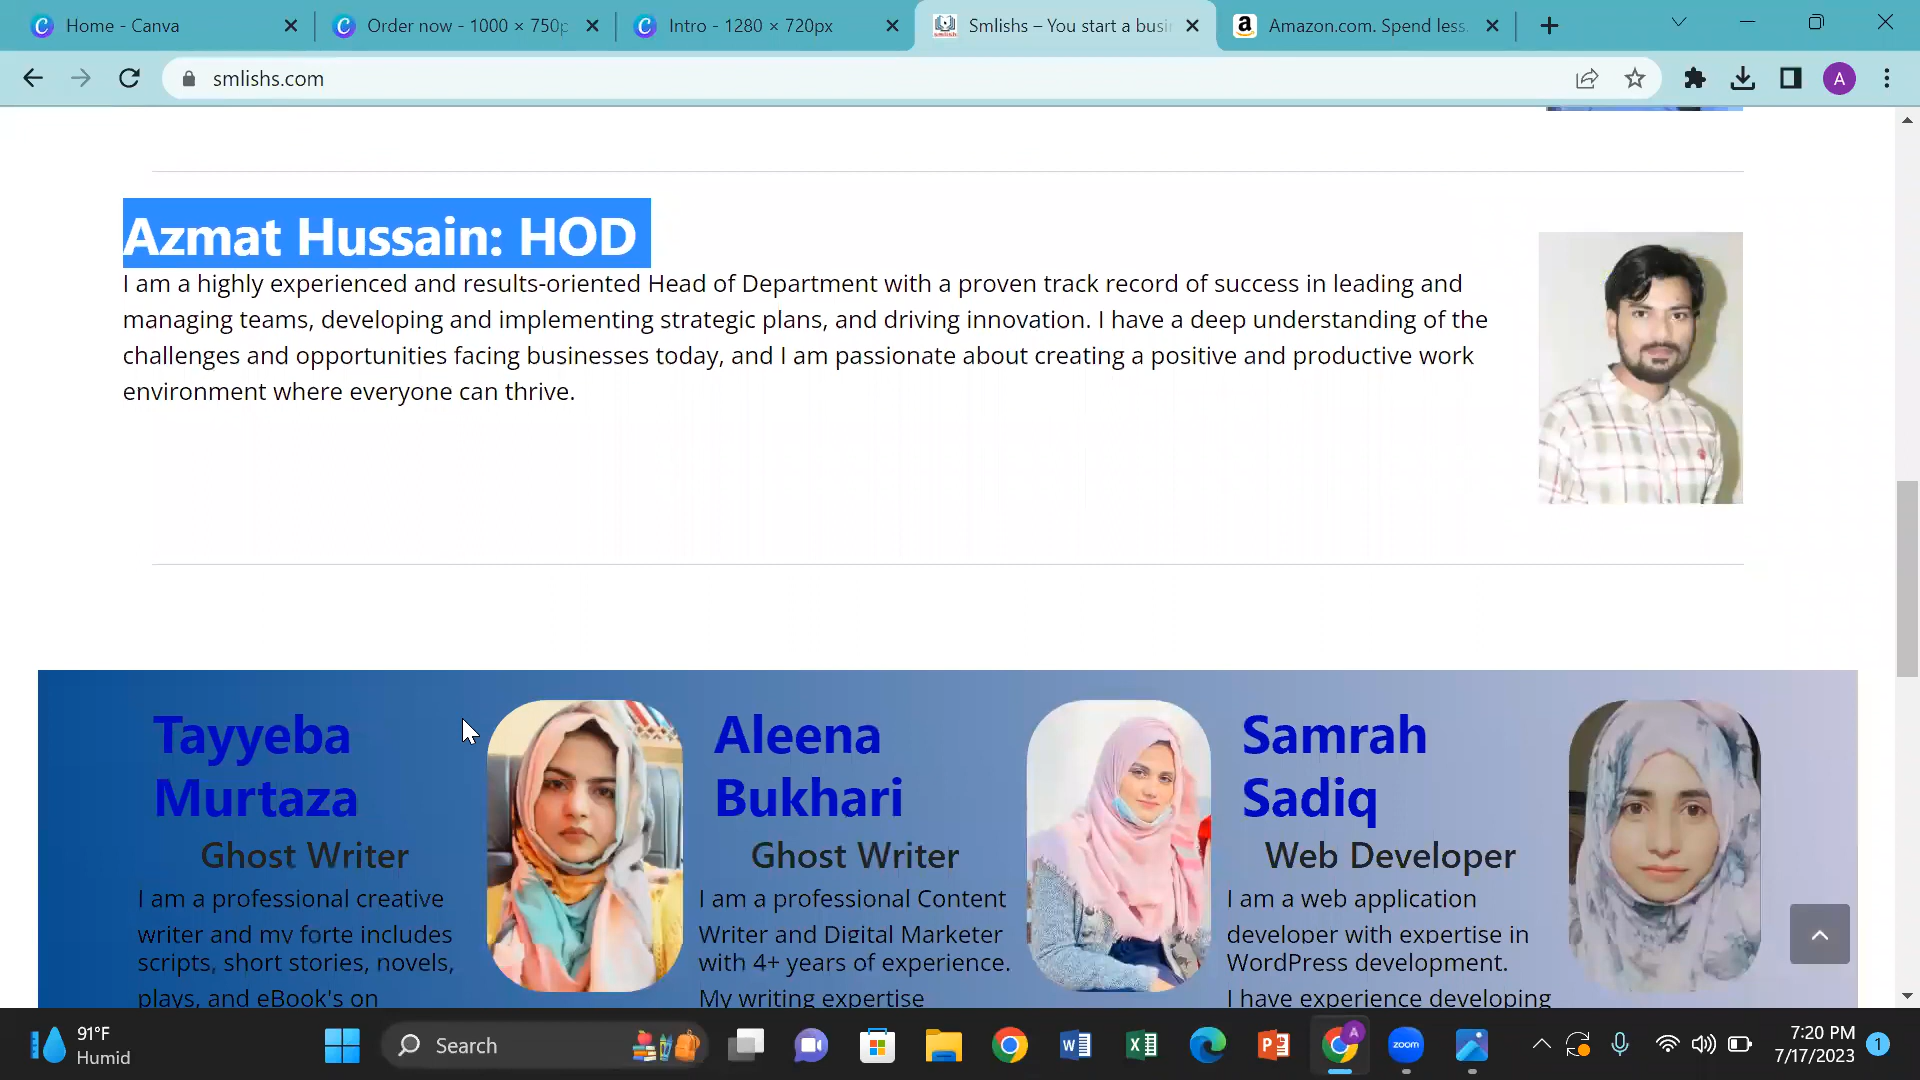 Home - Canva
Order now - 1000 × 750p
Intro - 1280 × 720px
Smlishs – You start a busi
Amazon.com. Spend less.
smlishs.com
A
Azmat Hussain: HOD
I am a highly experienced and results-oriented Head of Department with a proven track record of success in leading and
managing teams, developing and implementing strategic plans, and driving innovation. I have a deep understanding of the
challenges and opportunities facing businesses today, and I am passionate about creating a positive and productive work
environment where everyone can thrive.
Tayyeba
Murtaza
Ghost Writer
I am a professional creative
writer and my forte includes
scripts, short stories, novels,
plays, and eBook's on
Aleena
Bukhari
Ghost Writer
I am a professional Content
Writer and Digital Marketer
with 4+ years of experience.
My writing expertise
Samrah
Sadiq
Web Developer
I am a web application
developer with expertise in
WordPress development.
I have experience developing
91°F
Humid
Search
zoom
A
7:20 PM
7/17/2023
1